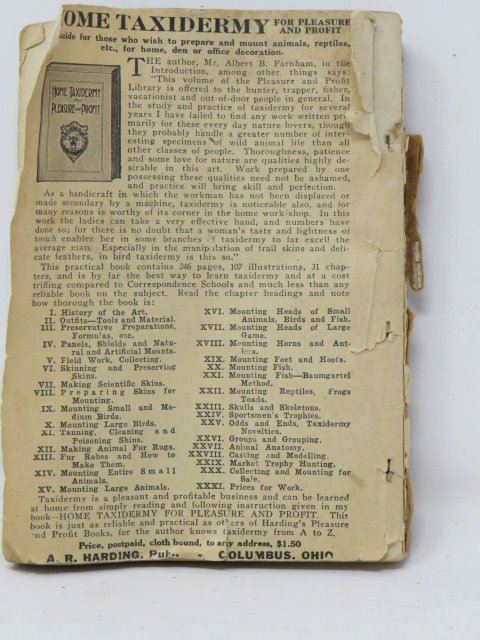 HOME TAXIDERMY FOR PLEASURE
AND PROFIT
Guide for those who wish to prepare and mount animals, reptiles,
etc., for home, den or office decoration.
HOME TAXIDERMY
for
PLEASURE and PROFIT
THE author, Mr. Albert B. Farnham, in the
Introduction, among other things says:
"This volume of the Pleasure and Profit
Library is offered to the hunter, trapper, fisher,
vacationist and out-of-door people in general. In
the study and practice of taxidermy for several
years I have failed to find any work written pri-
marily for these every day nature lovers, though
they probably handle a greater number of inter-
esting specimens of wild animal life than all
other classes of people. Thoroughness, patience
and some love for nature are qualities highly de-
sirable in this art. Work prepared by one
possessing these qualities need not be ashamed,
and practice will bring skill and perfection.
As a handicraft in which the workman has not been displaced or
made secondary by a machine, taxidermy is noticeable also, and for
many reasons is worthy of its corner in the home work-shop. In this
work the ladies can take a very effective hand, and numbers have
done so; for there is no doubt that a woman's taste and lightness of
touch enables her in some branches of taxidermy to far excell the
average man. Especially in the manipulation of frail skins and deli-
cate feathers, in bird taxidermy is this so."
This practical book contains 246 pages, 107 illustrations, 31 chap-
ters, and is by far the best way to learn taxidermy and at a cost
trifling compared to Correspondence Schools and much less than any
reliable book on the subject. Read the chapter headings and note
how thorough the book is:
I. History of the Art.
II. Outfits—Tools and Material.
III. Preservative Preparations,
Formulas, etc.
IV. Panels, Shields and Natu-
ral and Artificial Mounts.
V. Field Work, Collecting.
VI. Skinning and Preserving
Skins.
VII. Making Scientific Skins.
VIII. Preparing Skins for
Mounting.
IX. Mounting Small and Me-
dium Birds.
X. Mounting Large Birds.
XI. Tanning, Cleaning and
Poisoning Skins.
XII. Making Animal Fur Rugs.
XIII. Fur Robes and How to
Make Them.
XIV. Mounting Entire Small
Animals.
XV. Mounting Large Animals.
XVI. Mounting Heads of Small
Animals, Birds and Fish.
XVII. Mounting Heads of Large
Game.
XVIII. Mounting Horns and Ant-
lers.
XIX. Mounting Feet and Hoofs.
XX. Mounting Fish.
XXI. Mounting Fish—Baumgartel
Method.
XXII. Mounting Reptiles, Frogs
Toads.
XXIII. Skulls and Skeletons.
XXIV. Sportsmen's Trophies.
XXV. Odds and Ends, Taxidermy
Novelties.
XXVI. Groups and Grouping.
XXVII. Animal Anatomy.
XXVIII. Casting and Modelling.
XXIX. Market Trophy Hunting.
XXX. Collecting and Mounting for
Sale.
XXXI. Prices for Work.
Taxidermy is a pleasant and profitable business and can be learned
at home from simply reading and following instruction given in my
book—HOME TAXIDERMY FOR PLEASURE AND PROFIT. This
book is just as reliable and practical as others of Harding's Pleasure
and Profit Books, for the author knows taxidermy from A to Z.
Price, postpaid, cloth bound, to any address, $1.50
A. R. HARDING, Pub., - COLUMBUS, OHIO